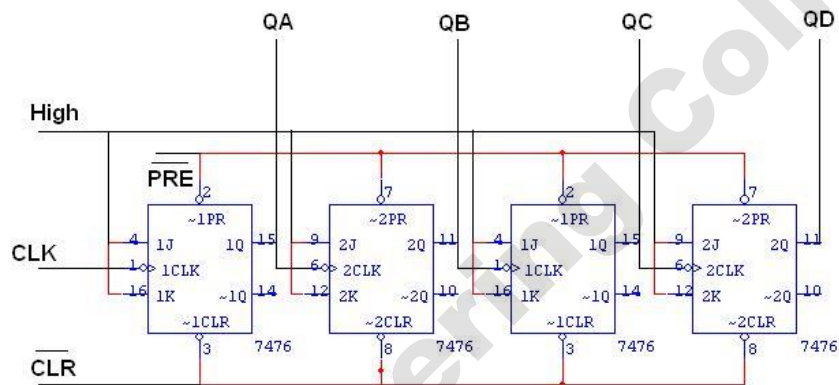 QA QB QC QD
High
PRE
2 7 2 7
~1PR ~2PR ~1PR ~2PR
4 1J 1Q 15 9 2J 2Q 11 4 1J 1Q 15 9 2J 2Q 11
CLK 1 1CLK 6 2CLK 1 1CLK 6 2CLK
16 1K ~1Q 14 12 2K ~2Q 10 16 1K ~1Q 14 12 2K ~2Q 10
~1CLR ~2CLR ~1CLR ~2CLR
3 7476 8 7476 3 7476 8 7476
CLR
ering Coll